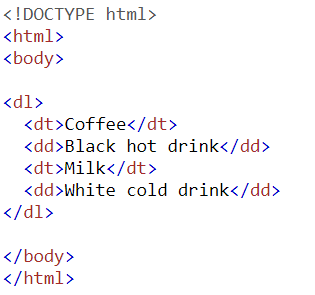 <!DOCTYPE html>
<html>
<body>
<dl>
<dt>Coffee</dt>
<dd>Black hot drink</dd>
<dt>Milk</dt>
<dd>White cold drink</dd>
</dl>
</body>
</html>